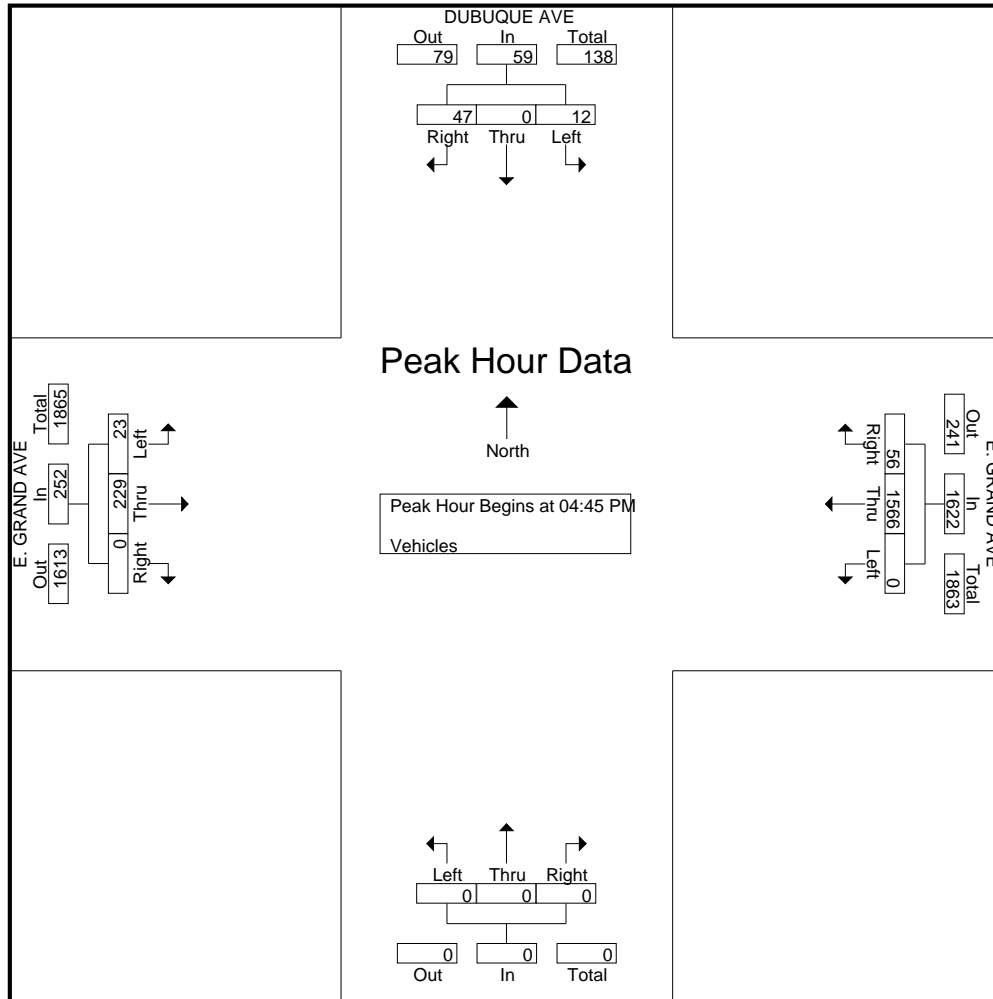 DUBUQUE AVE
Out In Total
79 59 138
47 0 12
Right Thru Left
Peak Hour Data
North
Peak Hour Begins at 04:45 PM
Vehicles
E. GRAND AVE
Out In Total
1613 252 1865
0 229 23
Right Thru Left
E. GRAND AVE
Out In Total
241 1622 1863
56 1566 0
Right Thru Left
Left Thru Right
0 0 0
0 0 0
Out In Total